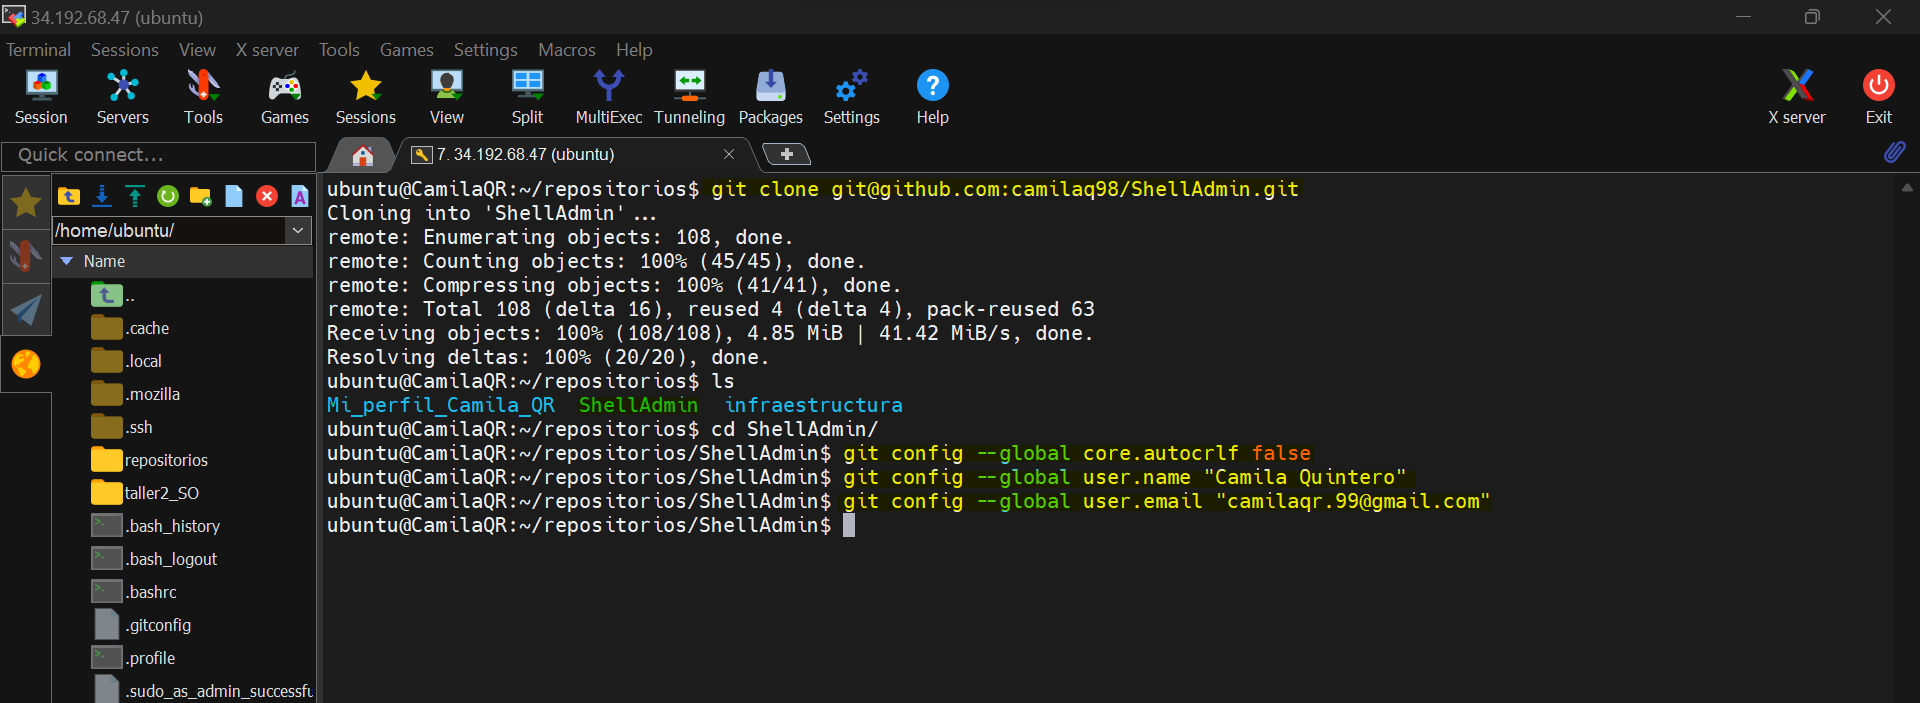 34.192.68.47 (ubuntu)
Terminal Sessions View X server Tools Games Settings Macros Help
Session Servers Tools Games Sessions View Split MultiExec Tunneling Packages Settings Help X server Exit
Quick connect...
7. 34.192.68.47 (ubuntu)
/home/ubuntu/
Name
..
.cache
.local
.mozilla
.ssh
repositorios
taller2_SO
.bash_history
.bash_logout
.bashrc
.gitconfig
.profile
.sudo_as_admin_successfu
ubuntu@CamilaQR:~/repositorios$ git clone git@github.com:camilaq98/ShellAdmin.git
Cloning into 'ShellAdmin'...
remote: Enumerating objects: 108, done.
remote: Counting objects: 100% (45/45), done.
remote: Compressing objects: 100% (41/41), done.
remote: Total 108 (delta 16), reused 4 (delta 4), pack-reused 63
Receiving objects: 100% (108/108), 4.85 MiB | 41.42 MiB/s, done.
Resolving deltas: 100% (20/20), done.
ubuntu@CamilaQR:~/repositorios$ ls
Mi_perfil_Camila_QR ShellAdmin infraestructura
ubuntu@CamilaQR:~/repositorios$ cd ShellAdmin/
ubuntu@CamilaQR:~/repositorios/ShellAdmin$ git config --global core.autocrlf false
ubuntu@CamilaQR:~/repositorios/ShellAdmin$ git config --global user.name "Camila Quintero"
ubuntu@CamilaQR:~/repositorios/ShellAdmin$ git config --global user.email "camilaqr.99@gmail.com"
ubuntu@CamilaQR:~/repositorios/ShellAdmin$